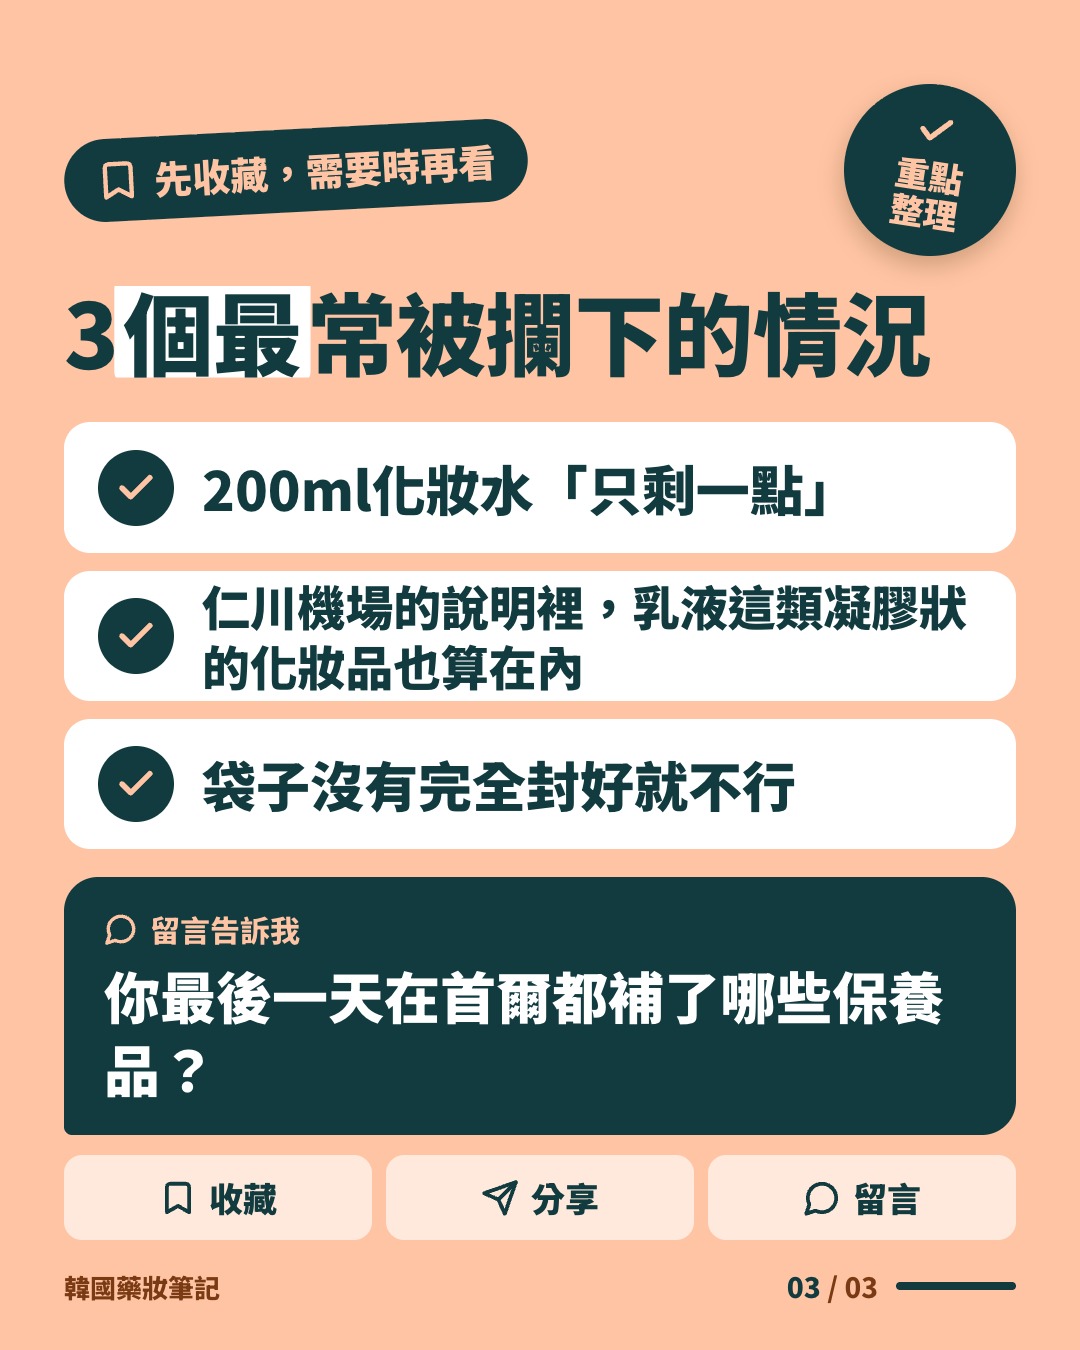 先收藏，需要時再看
重點
整理
3個最常被攔下的情況
200ml化妝水「只剩一點」
仁川機場的說明裡，乳液這類凝膠狀
的化妝品也算在內
袋子沒有完全封好就不行
留言告訴我
你最後一天在首爾都補了哪些保養
品？
收藏
分享
留言
韓國藥妝筆記
03 / 03